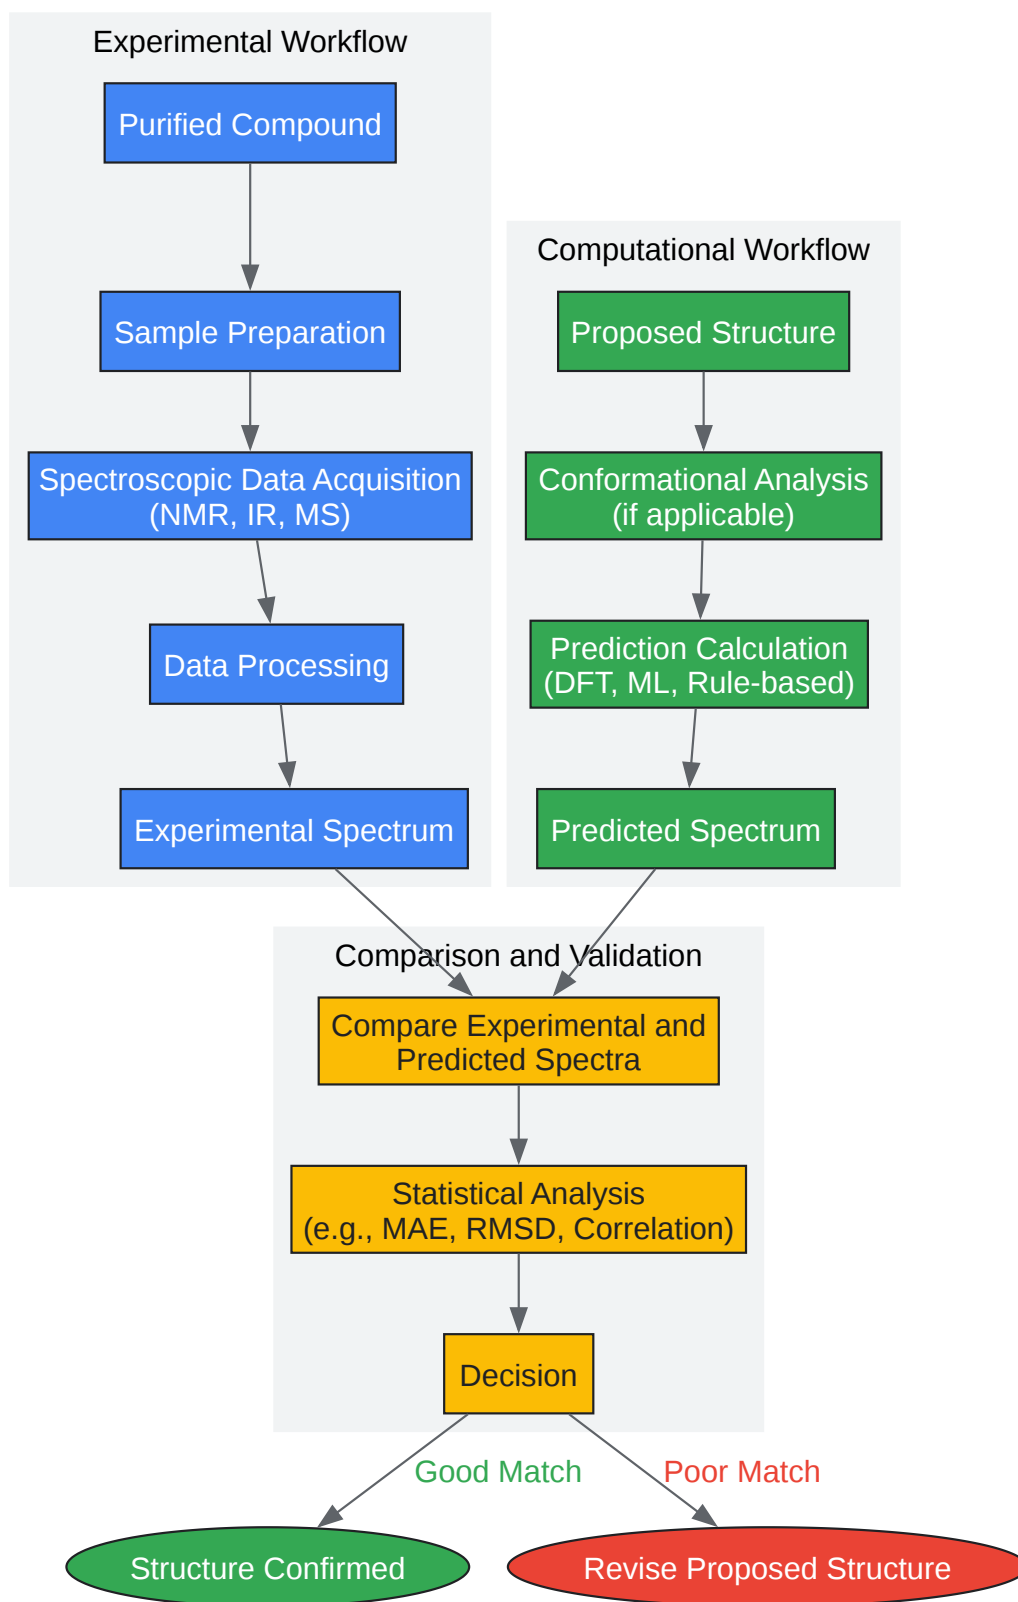 Experimental Workflow
Purified Compound
Sample Preparation
Spectroscopic Data Acquisition
(NMR, IR, MS)
Data Processing
Experimental Spectrum
Computational Workflow
Proposed Structure
Conformational Analysis
(if applicable)
Prediction Calculation
(DFT, ML, Rule-based)
Predicted Spectrum
Comparison and Validation
Compare Experimental and
Predicted Spectra
Statistical Analysis
(e.g., MAE, RMSD, Correlation)
Decision
Good Match
Poor Match
Structure Confirmed
Revise Proposed Structure